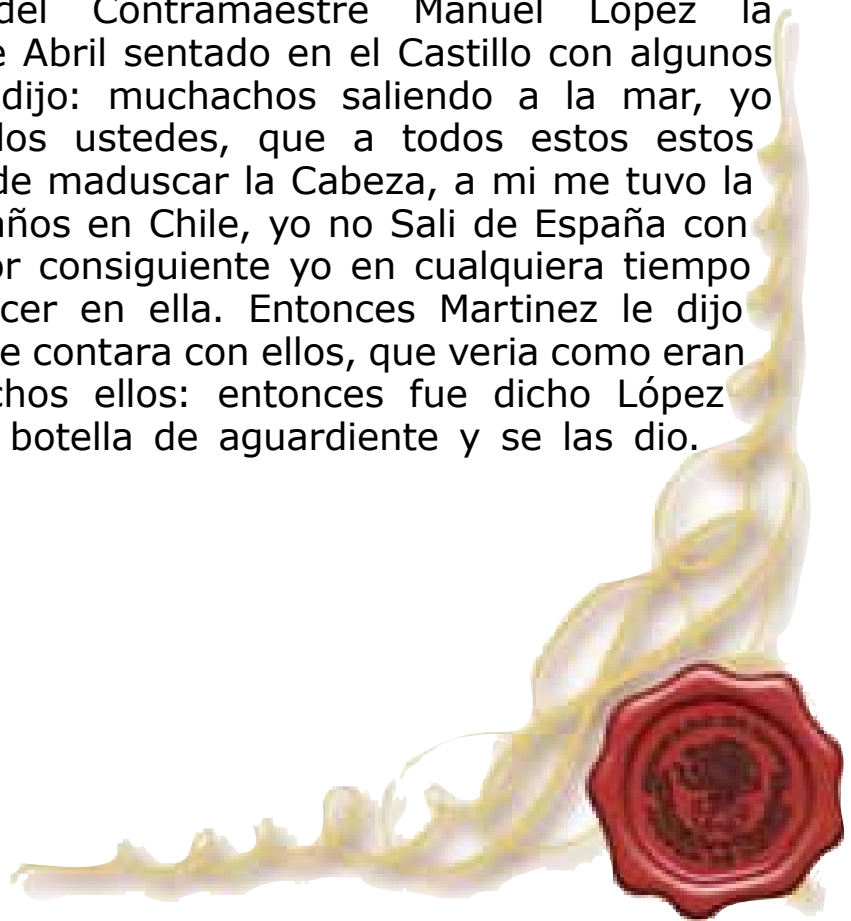 del Contramaestre Manuel López la
e Abril sentado en el Castillo con algunos
dijo: muchachos saliendo a la mar, yo
los ustedes, que a todos estos estos
de maduscar la Cabeza, a mi me tuvo la
años en Chile, yo no Sali de España con
or consiguiente yo en cualquiera tiempo
cer en ella. Entonces Martinez le dijo
e contara con ellos, que veria como eran
chos ellos: entonces fue dicho López
botella de aguardiente y se las dio.